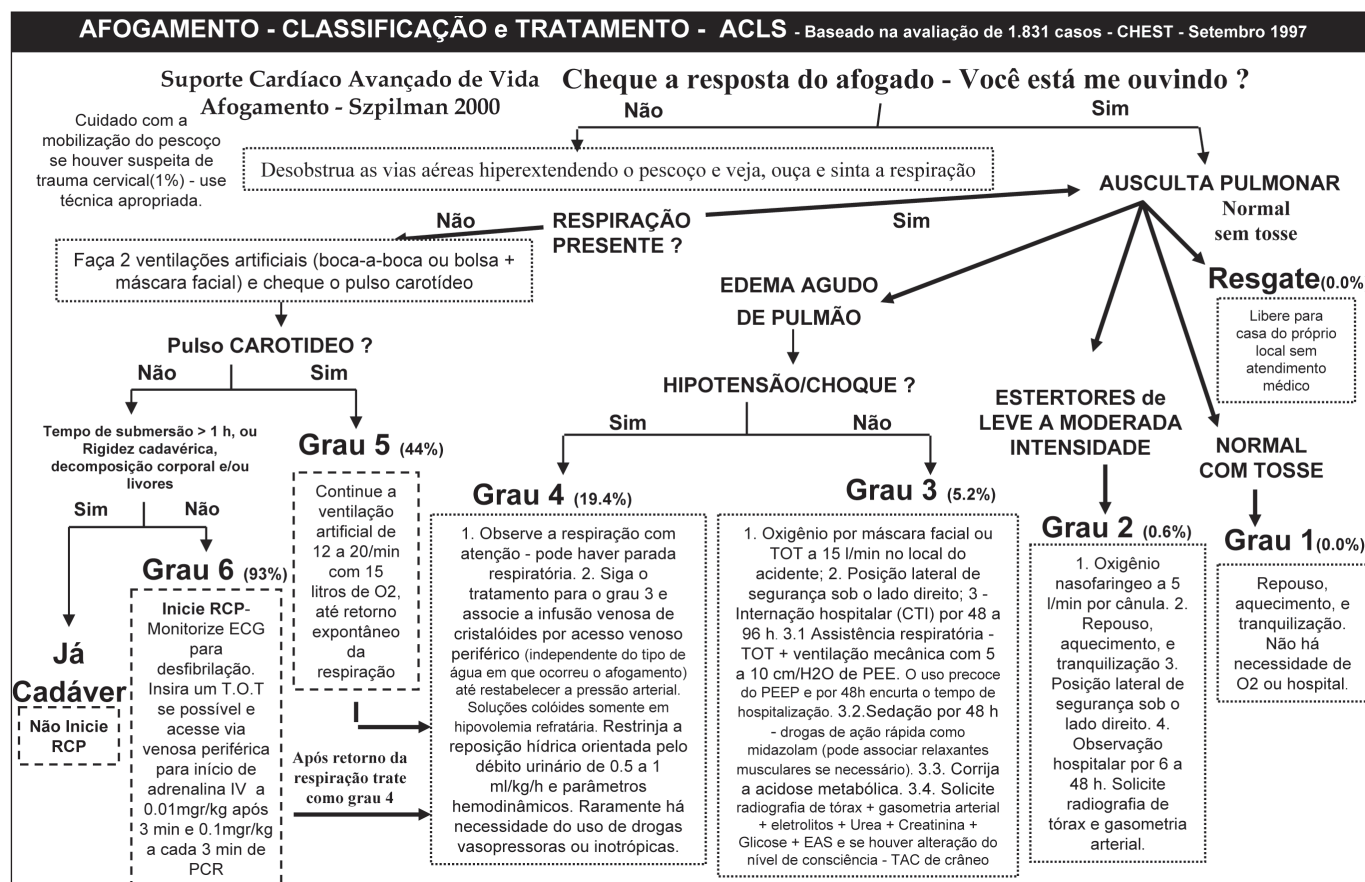 AFOGAMENTO - CLASSIFICAÇÃO e TRATAMENTO - ACLS - Baseado na avaliação de 1.831 casos - CHEST - Setembro 1997
Suporte Cardíaco Avançado de Vida
Afogamento - Szpilman 2000
Cheque a resposta do afogado - Você está me ouvindo ?
Não
Sim
Cuidado com a
mobilização do pescoço
se houver suspeita de
trauma cervical(1%) - use
técnica apropriada.
Desobstrua as vias aéreas hiperextendendo o pescoço e veja, ouça e sinta a respiração
AUSCULTA PULMONAR
Normal
sem tosse
Não
RESPIRAÇÃO
PRESENTE ?
Sim
Faça 2 ventilações artificiais (boca-a-boca ou bolsa +
máscara facial) e cheque o pulso carotídeo
EDEMA AGUDO
DE PULMÃO
Resgate(0.0%
Libere para
casa do próprio
local sem
atendimento
médico
Pulso CAROTIDEO ?
Não
Sim
HIPOTENSÃO/CHOQUE ?
Sim
Não
ESTERTORES de
LEVE A MODERADA
INTENSIDADE
NORMAL
COM TOSSE
Tempo de submersão > 1 h, ou
Rigidez cadavérica,
decomposição corporal e/ou
livores
Sim
Não
Grau 5 (44%)
Continue a
ventilação
artificial de
12 a 20/min
com 15
litros de O2,
até retorno
expontâneo
da
respiração
Grau 4 (19.4%)
1. Observe a respiração com
atenção - pode haver parada
respiratória. 2. Siga o
tratamento para o grau 3 e
associe a infusão venosa de
cristalóides por acesso venoso
periférico (independente do tipo de
água em que ocorreu o afogamento)
até restabelecer a pressão arterial.
Soluções colóides somente em
hipovolemia refratária. Restrinja a
reposição hídrica orientada pelo
débito urinário de 0.5 a 1
ml/kg/h e parâmetros
hemodinâmicos. Raramente há
necessidade do uso de drogas
vasopressoras ou inotrópicas.
Grau 3 (5.2%)
1. Oxigênio por máscara facial ou
TOT a 15 l/min no local do
acidente; 2. Posição lateral de
segurança sob o lado direito; 3 -
Internação hospitalar (CTI) por 48 a
96 h. 3.1 Assistência respiratória -
TOT + ventilação mecânica com 5
a 10 cm/H2O de PEE. O uso precoce
do PEEP e por 48h encurta o tempo de
hospitalização. 3.2.Sedação por 48 h
- drogas de ação rápida como
midazolam (pode associar relaxantes
musculares se necessário). 3.3. Corrija
a acidose metabólica. 3.4. Solicite
radiografia de tórax + gasometria arterial
+ eletrolitos + Urea + Creatinina +
Glicose + EAS e se houver alteração do
nível de consciência - TAC de crâneo
Grau 2 (0.6%)
1. Oxigênio
nasofaringeo a 5
l/min por cânula. 2.
Repouso,
aquecimento, e
tranquilização 3.
Posição lateral de
segurança sob o
lado direito. 4.
Observação
hospitalar por 6 a
48 h. Solicite
radiografia de
tórax e gasometria
arterial.
Grau 1(0.0%)
Repouso,
aquecimento, e
tranquilização.
Não há
necessidade de
O2 ou hospital.
Já
Cadáver
Não Inicie
RCP
Grau 6 (93%)
Inicie RCP-
Monitorize ECG
para
desfibrilação.
Insira um T.O.T
se possível e
acesse via
venosa periférica
para início de
adrenalina IV a
0.01mgr/kg após
3 min e 0.1mgr/kg
a cada 3 min de
PCR
Após retorno da
respiração trate
como grau 4